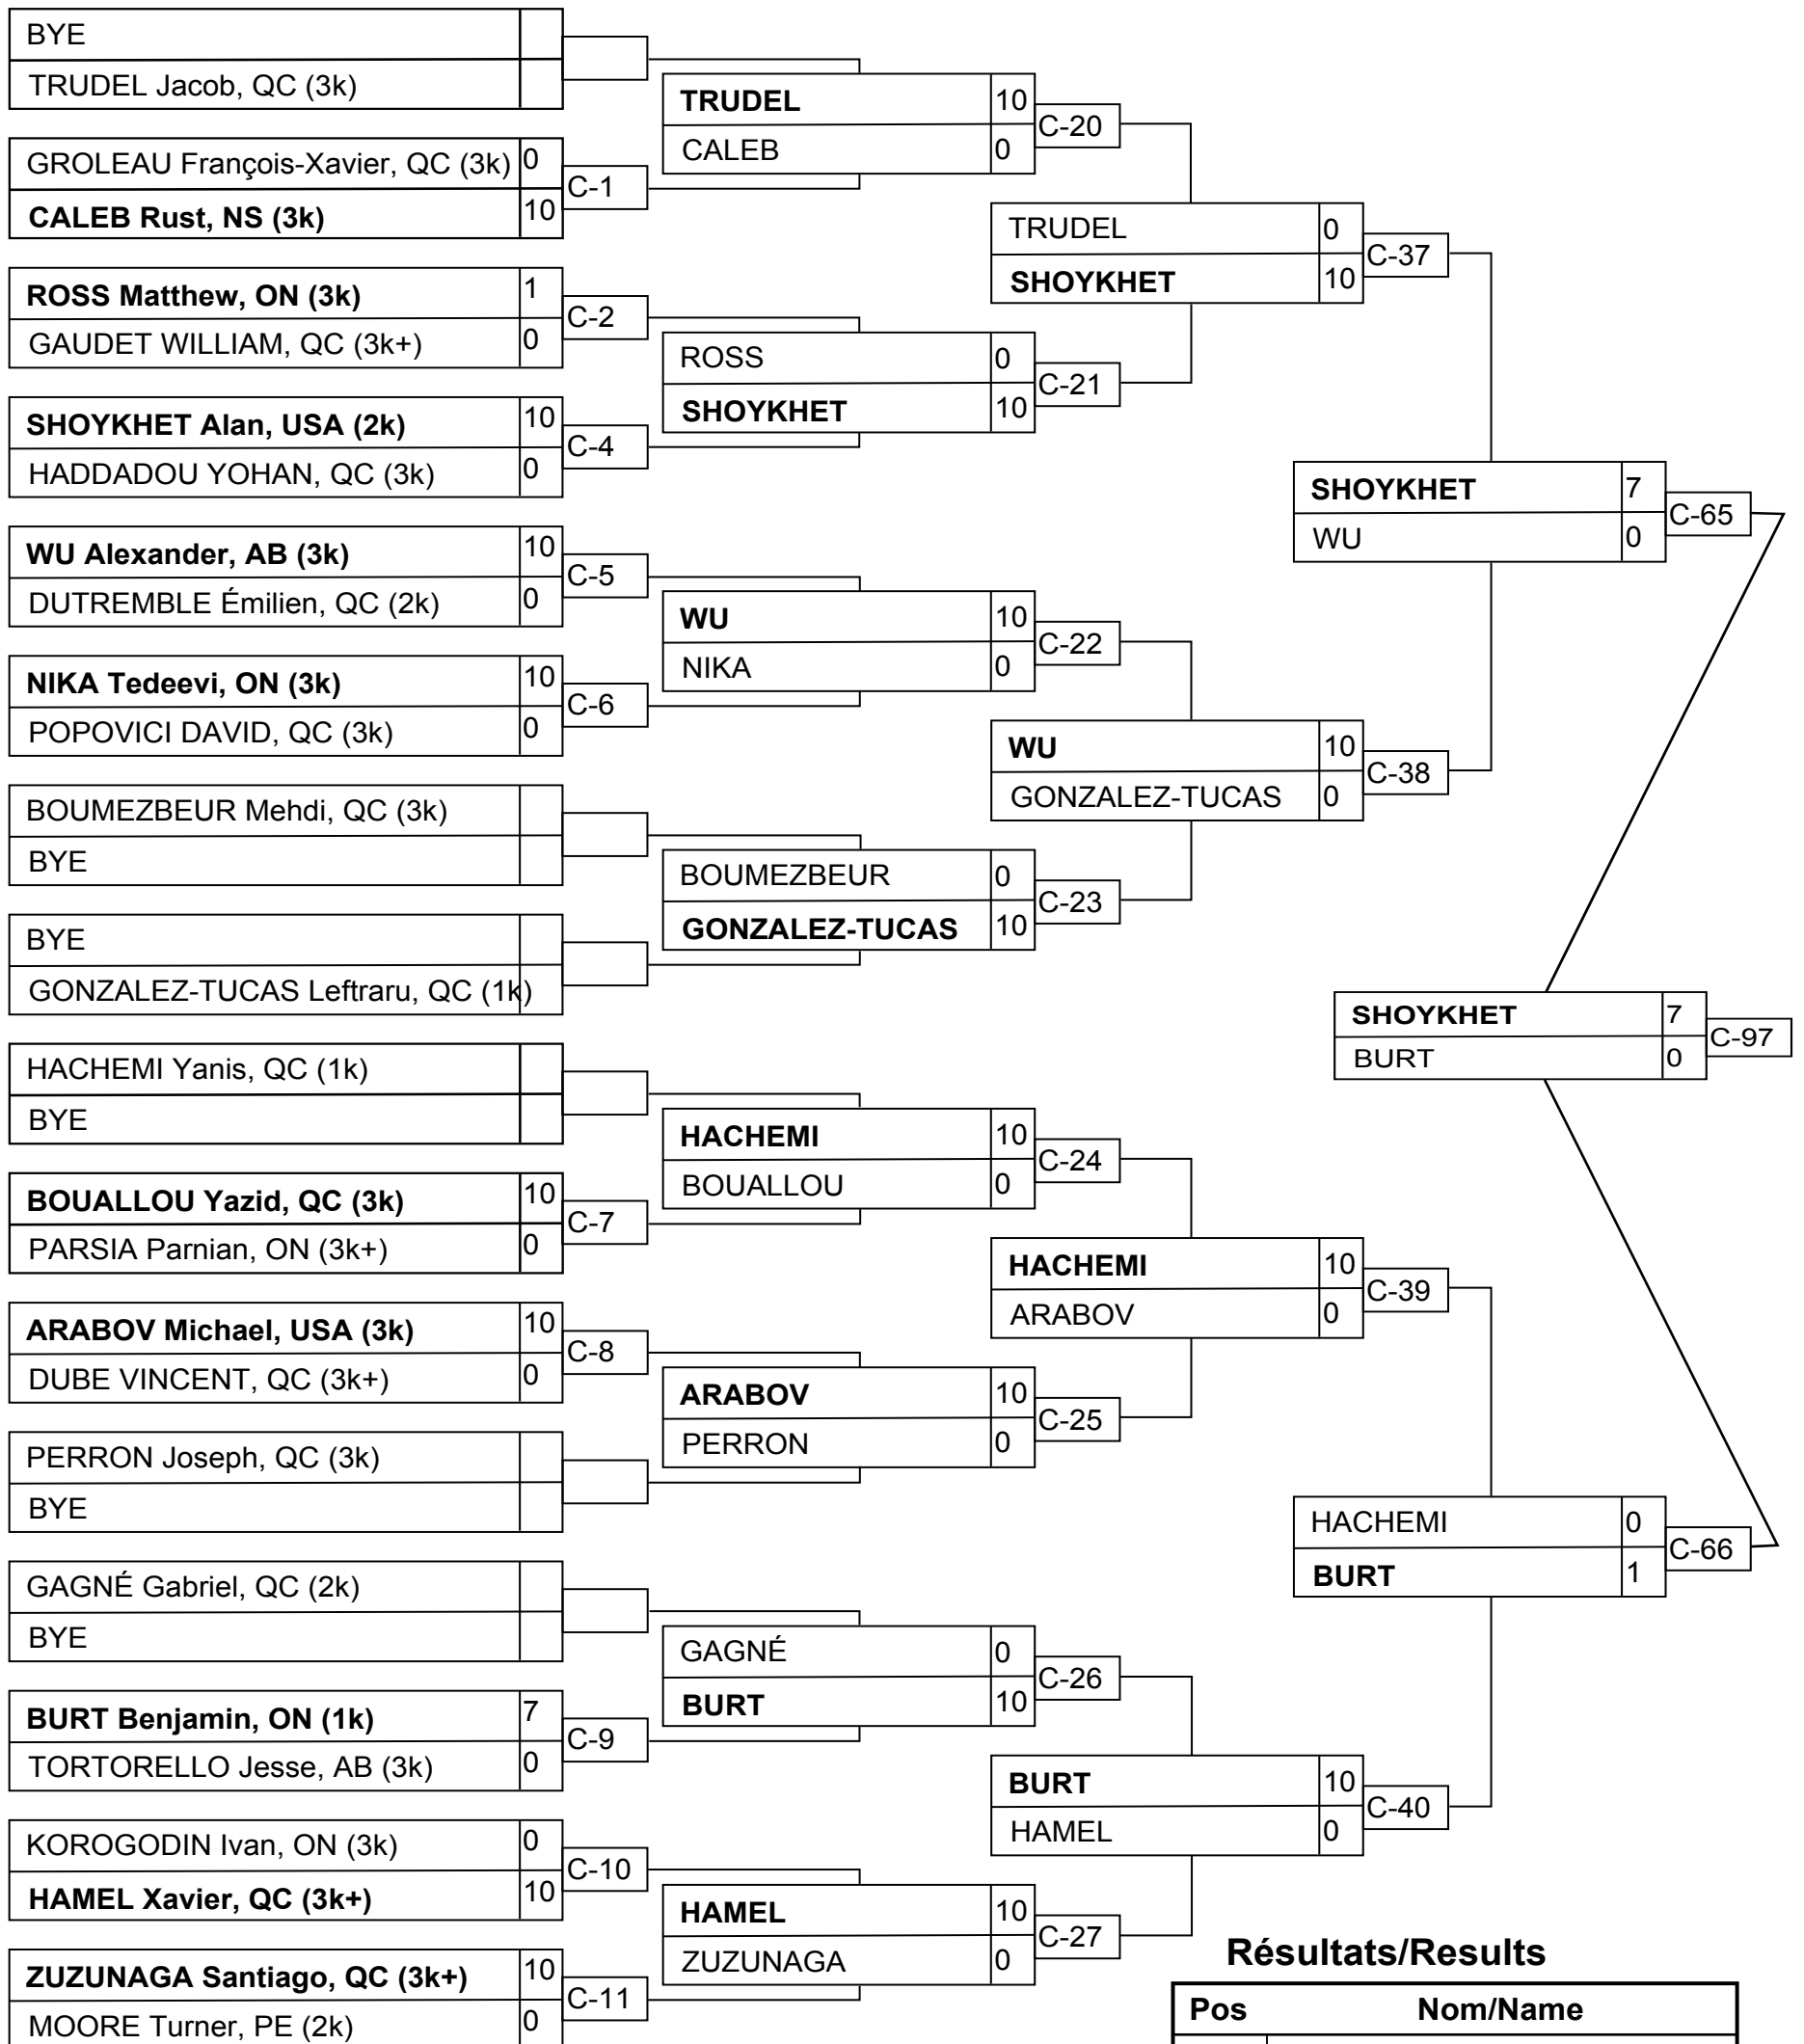 BYE
TRUDEL Jacob, QC (3k)
GROLEAU François-Xavier, QC (3k) 0
CALEB Rust, NS (3k) 10
C-1
ROSS Matthew, ON (3k) 1
GAUDET WILLIAM, QC (3k+) 0
C-2
SHOYKHET Alan, USA (2k) 10
HADDADOU YOHAN, QC (3k) 0
C-4
WU Alexander, AB (3k) 10
DUTREMBLE Émilien, QC (2k) 0
C-5
NIKA Tedeevi, ON (3k) 10
POPOVICI DAVID, QC (3k) 0
C-6
BOUMEZBEUR Mehdi, QC (3k)
BYE
BYE
GONZALEZ-TUCAS Leftraru, QC (1k)
HACHEMI Yanis, QC (1k)
BYE
BOUALLOU Yazid, QC (3k) 10
PARSIA Parnian, ON (3k+) 0
C-7
ARABOV Michael, USA (3k) 10
DUBE VINCENT, QC (3k+) 0
C-8
PERRON Joseph, QC (3k)
BYE
GAGNÉ Gabriel, QC (2k)
BYE
BURT Benjamin, ON (1k) 7
TORTORELLO Jesse, AB (3k) 0
C-9
KOROGODIN Ivan, ON (3k) 0
HAMEL Xavier, QC (3k+) 10
C-10
ZUZUNAGA Santiago, QC (3k+) 10
MOORE Turner, PE (2k) 0
C-11
TRUDEL 10
CALEB 0
C-20
ROSS 0
SHOYKHET 10
C-21
WU 10
NIKA 0
C-22
BOUMEZBEUR 0
GONZALEZ-TUCAS 10
C-23
HACHEMI 10
BOUALLOU 0
C-24
ARABOV 10
PERRON 0
C-25
GAGNÉ 0
BURT 10
C-26
HAMEL 10
ZUZUNAGA 0
C-27
TRUDEL 0
SHOYKHET 10
C-37
WU 10
GONZALEZ-TUCAS 0
C-38
HACHEMI 10
ARABOV 0
C-39
BURT 10
HAMEL 0
C-40
SHOYKHET 7
WU 0
C-65
HACHEMI 0
BURT 1
C-66
SHOYKHET 7
BURT 0
C-97
Résultats/Results
Pos Nom/Name